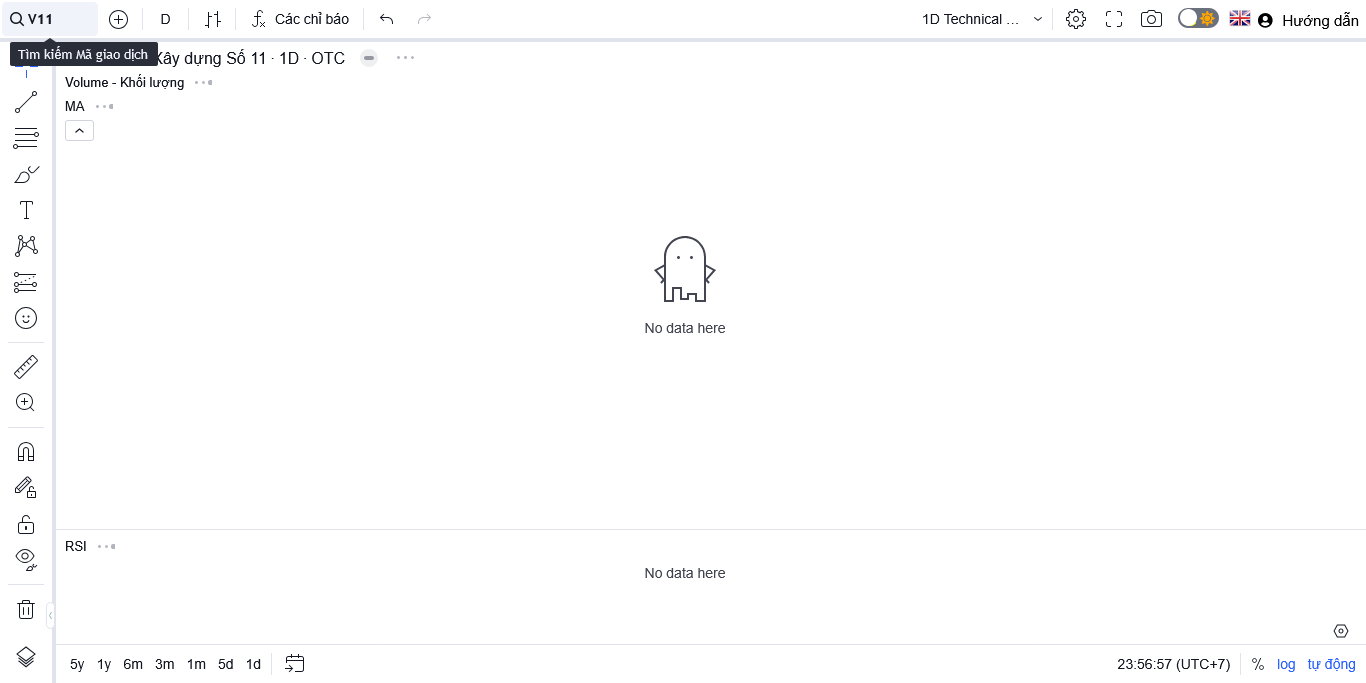 V11
D
Các chỉ báo
1D Technical ...
Hướng dẫn
Tìm kiếm Mã giao dịch
Xây dựng Số 11 · 1D · OTC
Volume - Khối lượng
MA
No data here
RSI
No data here
5y 1y 6m 3m 1m 5d 1d
23:56:57 (UTC+7)
%
log
tự động